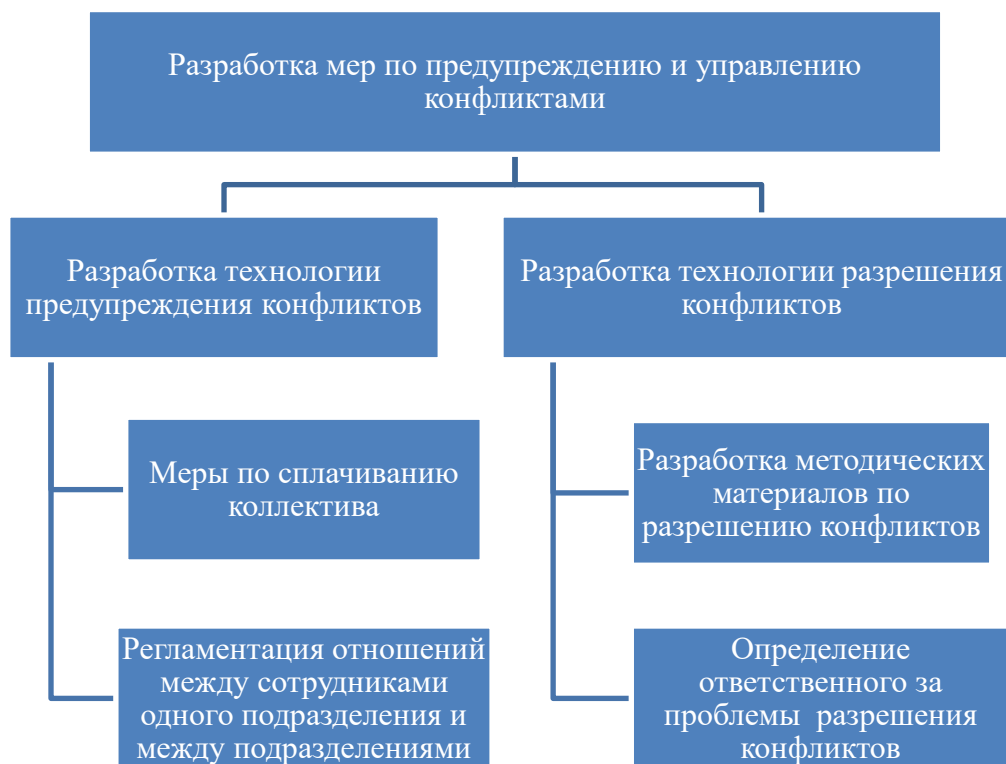 Разработка мер по предупреждению и управлению
конфликтами
Разработка технологии
предупреждения конфликтов
Разработка технологии разрешения
конфликтов
Меры по сплачиванию
коллектива
Разработка методических
материалов по
разрешению конфликтов
Регламентация отношений
между сотрудниками
одного подразделения и
между подразделениями
Определение
ответственного за
проблемы разрешения
конфликтов